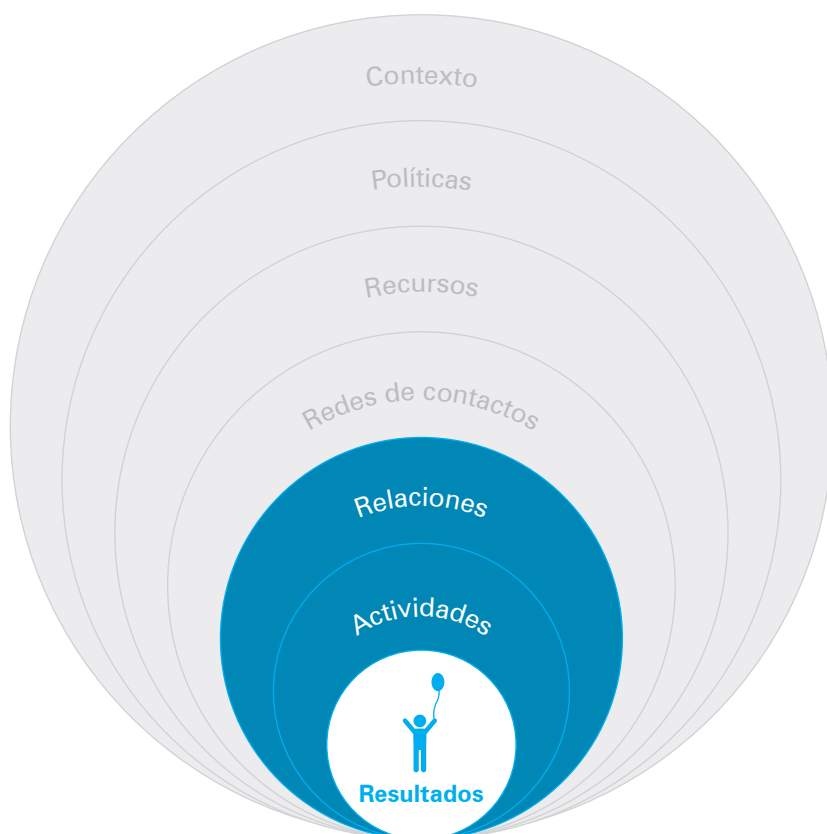 Contexto
Políticas
Recursos
Redes de contactos
Relaciones
Actividades
Resultados